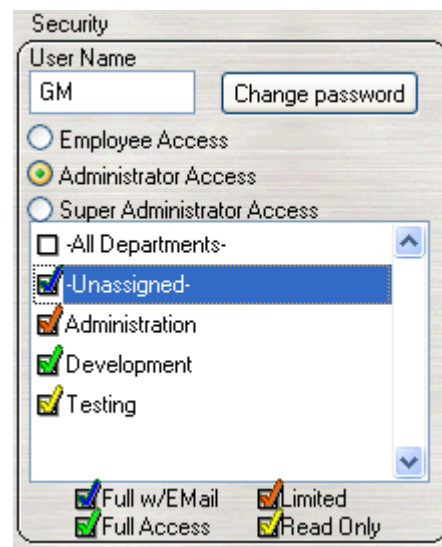 Security
User Name
GM
Change password
Employee Access
Administrator Access
Super Administrator Access
-All Departments-
-Unassigned-
Administration
Development
Testing
Full w/EMail Limited
Full Access Read Only